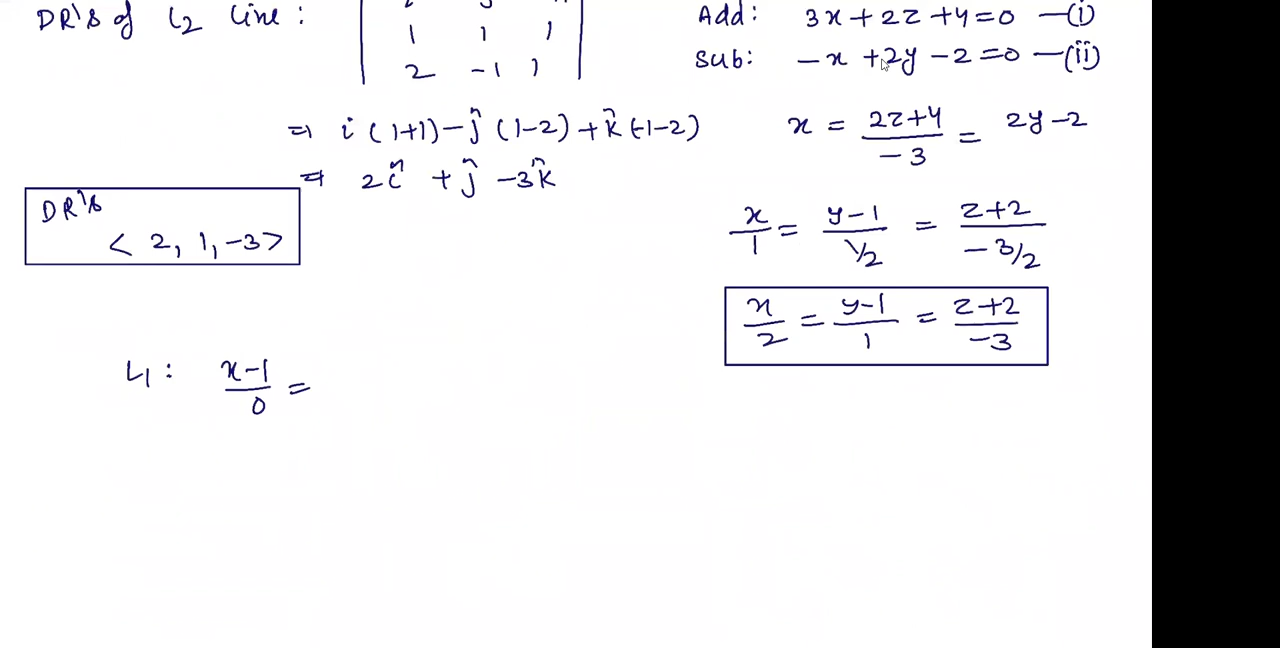 DR's of L2 line :
| 1 1 1 |
| 2 -1 1 |
⇒ i (1+1) - ĵ (1-2) + k̂ (-1-2)
⇒ 2î + ĵ - 3k̂
DR's
< 2, 1, -3 >
L1 : (x-1)/0 =
Add: 3x + 2z + 4 = 0 —(i)
Sub: - x + 2y - 2 = 0 —(ii)
x = (2z+4)/-3 = 2y-2
x/1 = (y-1)/(1/2) = (z+2)/(-3/2)
x/2 = (y-1)/1 = (z+2)/-3